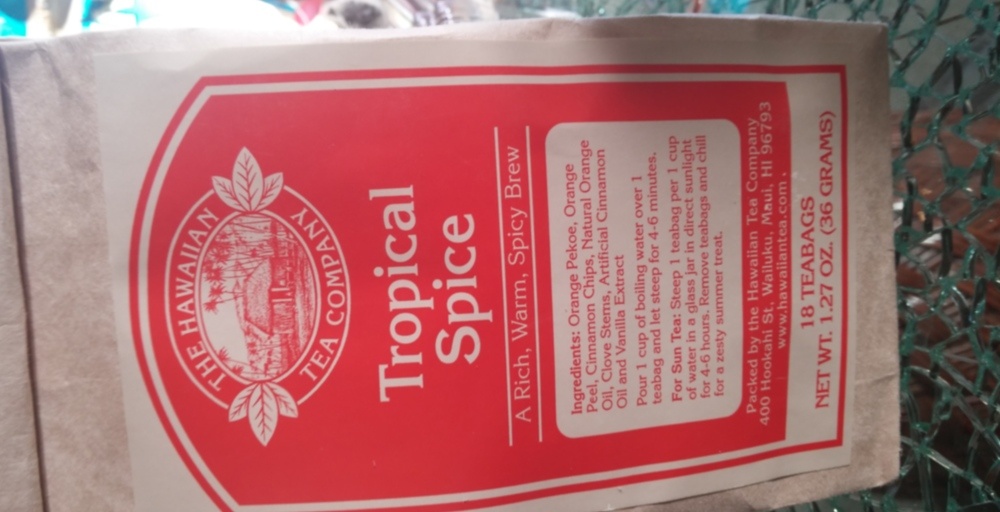 THE HAWAIIAN
TEA COMPANY
Tropical
Spice
A Rich, Warm, Spicy Brew
Ingredients: Orange Pekoe, Orange
Peel, Cinnamon Chips, Natural Orange
Oil, Clove Stems, Artificial Cinnamon
Oil and Vanilla Extract
Pour 1 cup of boiling water over 1
teabag and let steep for 4-6 minutes.
For Sun Tea: Steep 1 teabag per 1 cup
of water in a glass jar in direct sunlight
for 4-6 hours. Remove teabags and chill
for a zesty summer treat.
Packed by the Hawaiian Tea Company
400 Hookahi St. Wailuku, Maui, HI 96793
www.hawaiiantea.com
18 TEABAGS
NET WT. 1.27 OZ. (36 GRAMS)